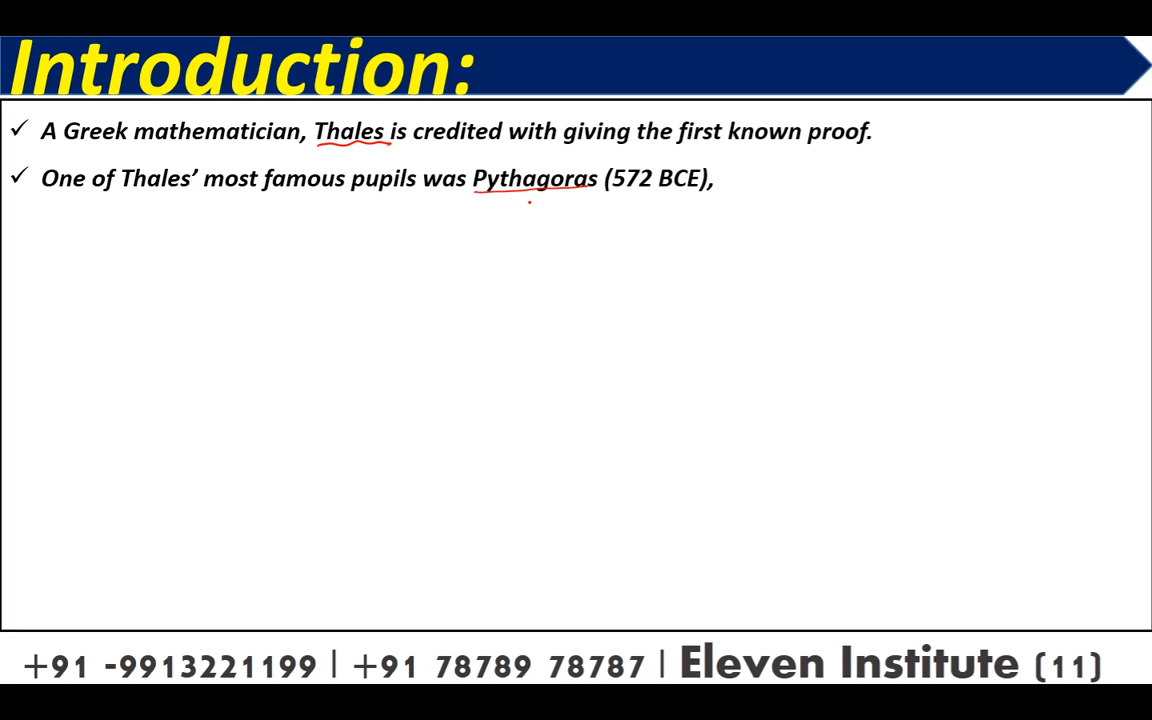 Introduction:
✓ A Greek mathematician, Thales is credited with giving the first known proof.
✓ One of Thales’ most famous pupils was Pythagoras (572 BCE),
+91 -9913221199 | +91 78789 78787 | Eleven Institute (11)